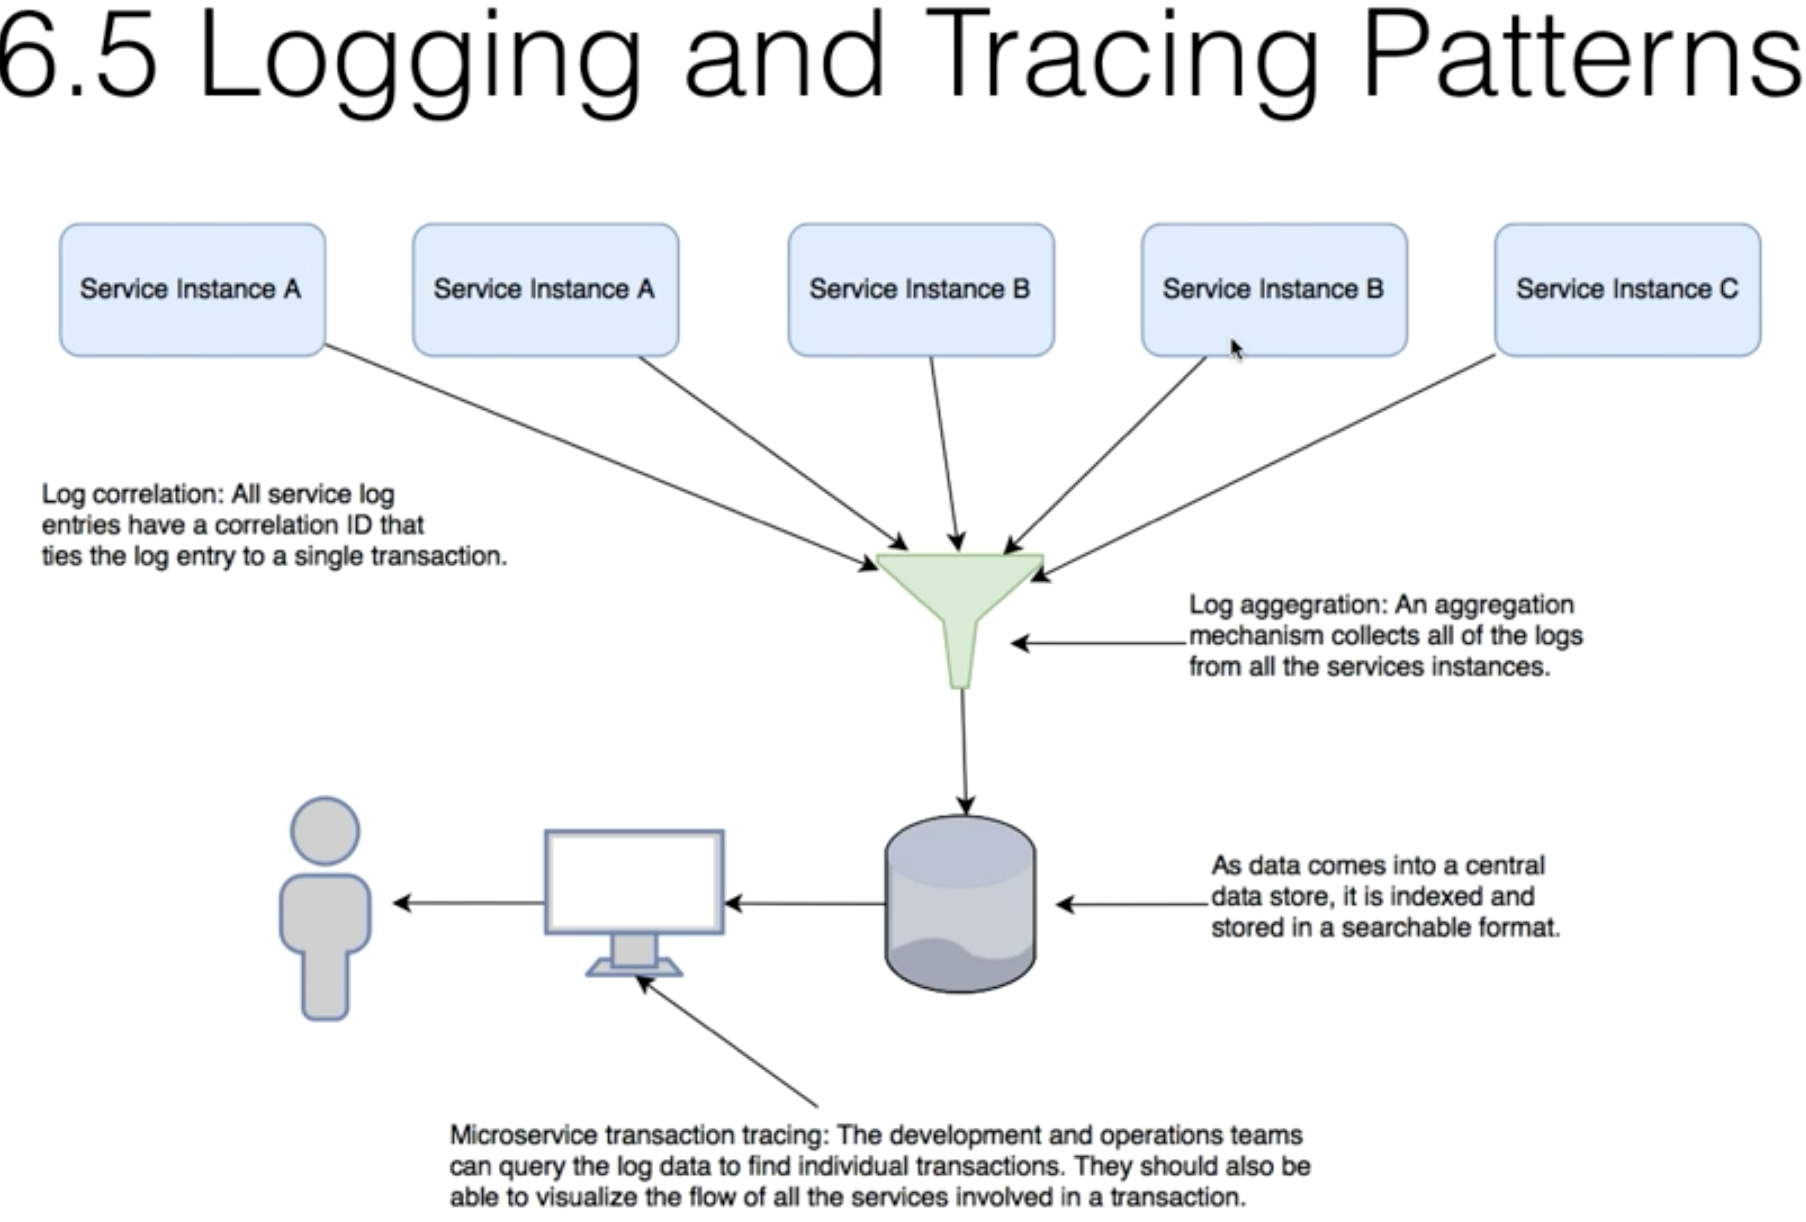 6.5 Logging and Tracing Patterns
Service Instance A
Service Instance A
Service Instance B
Service Instance B
Service Instance C
Log correlation: All service log
entries have a correlation ID that
ties the log entry to a single transaction.
Log aggegration: An aggregation
mechanism collects all of the logs
from all the services instances.
As data comes into a central
data store, it is indexed and
stored in a searchable format.
Microservice transaction tracing: The development and operations teams
can query the log data to find individual transactions. They should also be
able to visualize the flow of all the services involved in a transaction.